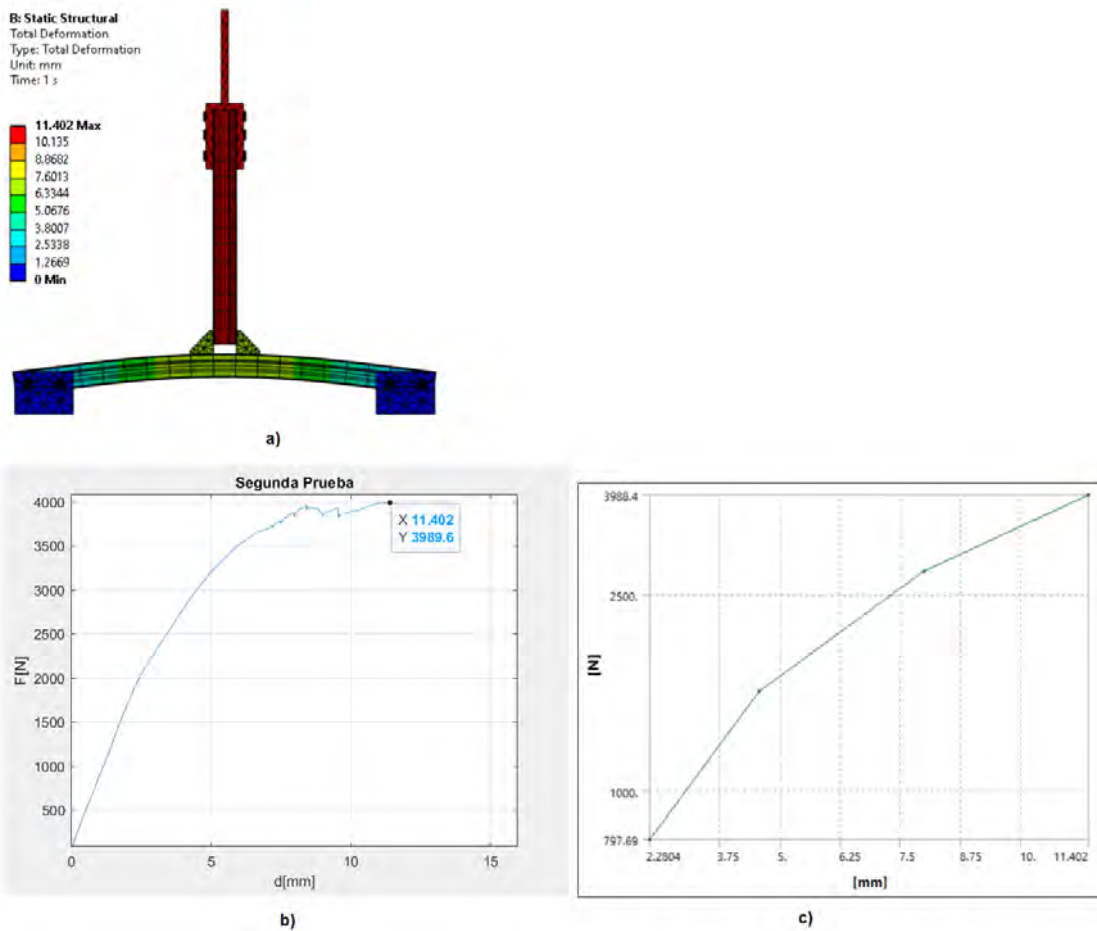 B: Static Structural
Total Deformation
Type: Total Deformation
Unit: mm
Time: 1 s
11.402 Max
10.135
8.8682
7.6013
6.3344
5.0676
3.8007
2.5338
1.2669
0 Min
a)
Segunda Prueba
4000
3500
3000
2500
2000
1500
1000
500
F[N]
X 11.402
Y 3989.6
0
5
10
15
d[mm]
b)
3988.4
2500.
1000.
797.69
[N]
2.2804
3.75
5.
6.25
7.5
8.75
10.
11.402
[mm]
c)